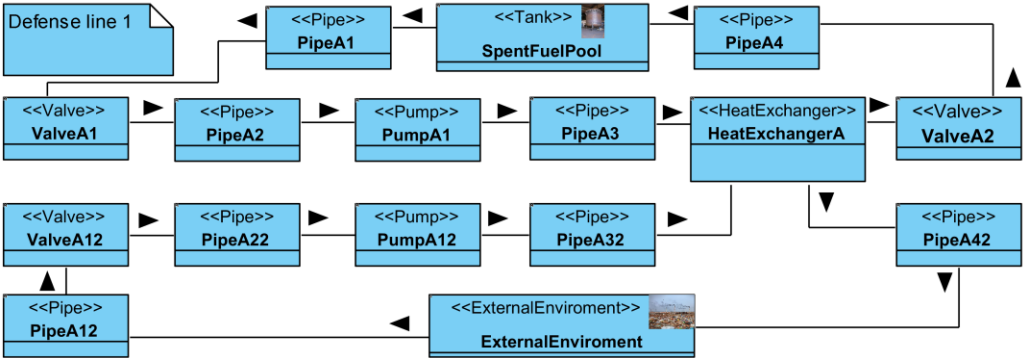 Defense line 1
<<Pipe>>
PipeA1
<<Tank>>
SpentFuelPool
<<Pipe>>
PipeA4
<<Valve>>
ValveA1
<<Pipe>>
PipeA2
<<Pump>>
PumpA1
<<Pipe>>
PipeA3
<<HeatExchanger>>
HeatExchangerA
<<Valve>>
ValveA2
<<Valve>>
ValveA12
<<Pipe>>
PipeA22
<<Pump>>
PumpA12
<<Pipe>>
PipeA32
<<Pipe>>
PipeA42
<<Pipe>>
PipeA12
<<ExternalEnviroment>>
ExternalEnviroment